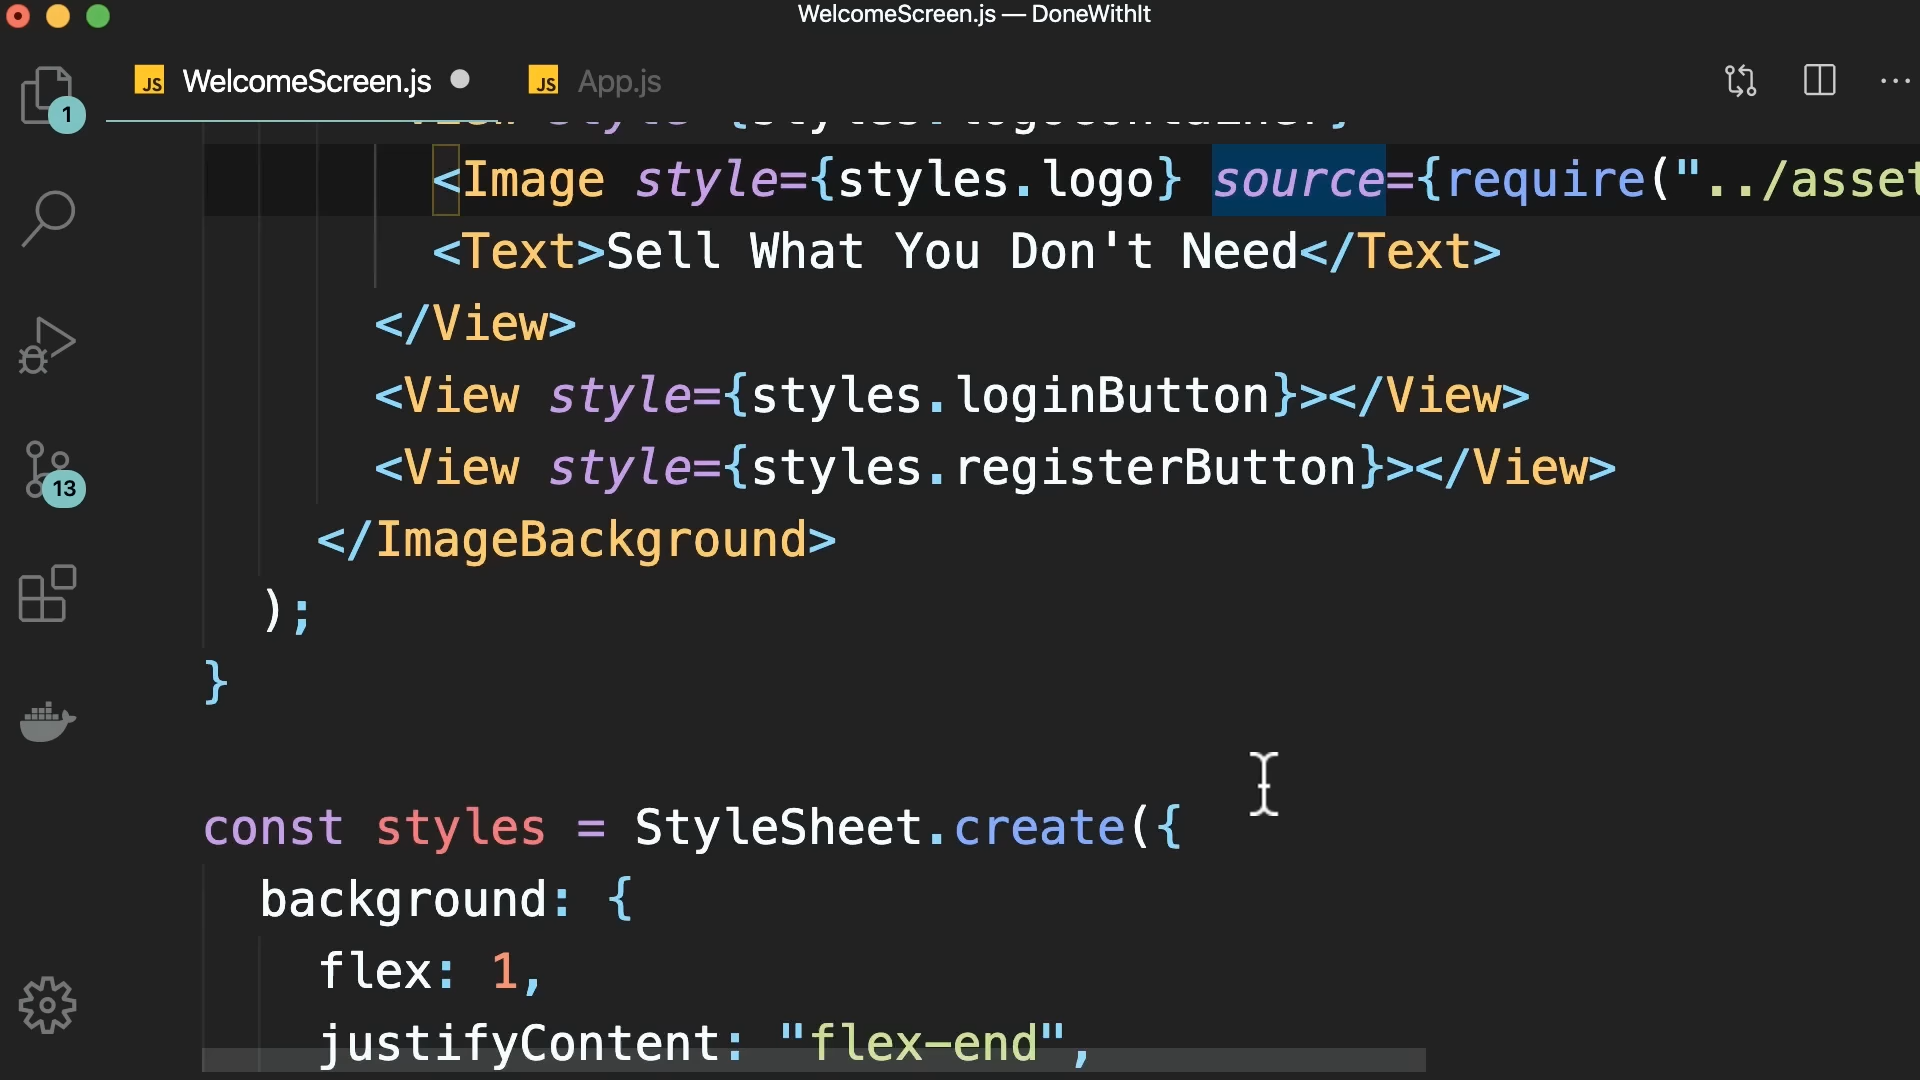 WelcomeScreen.js — DoneWithIt
JS WelcomeScreen.js
JS App.js
1
<Image style={styles.logo} source={require("../asset
<Text>Sell What You Don't Need</Text>
</View>
<View style={styles.loginButton}></View>
<View style={styles.registerButton}></View>
13
</ImageBackground>
);
}
const styles = StyleSheet.create({
background: {
flex: 1,
justifyContent: "flex-end",